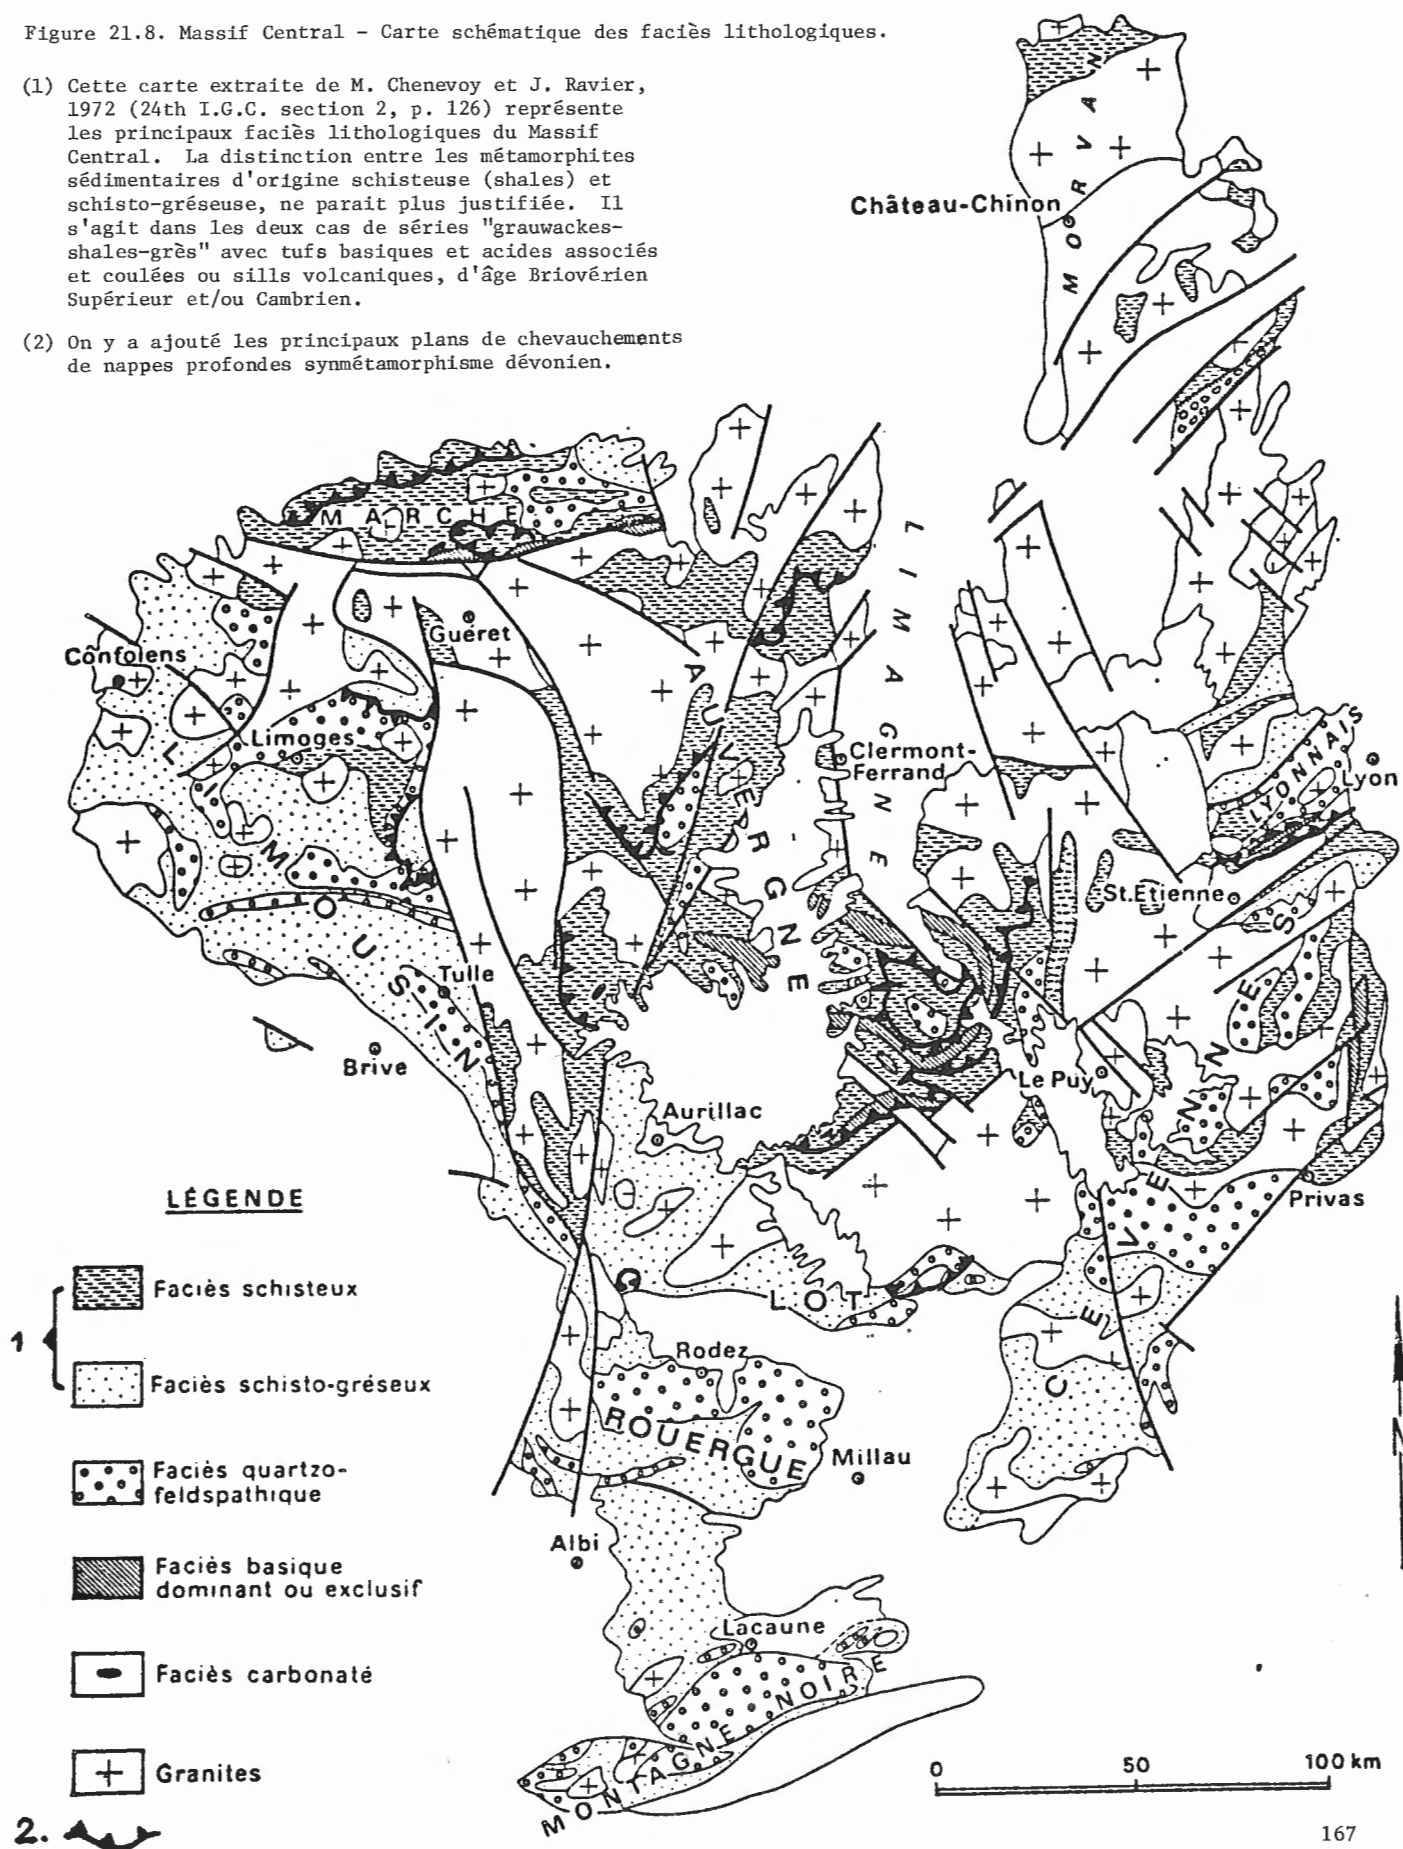 Figure 21.8. Massif Central - Carte schématique des faciès lithologiques.
(1) Cette carte extraite de M. Chenevoy et J. Ravier,
1972 (24th I.G.C. section 2, p. 126) représente
les principaux faciès lithologiques du Massif
Central. La distinction entre les métamorphites
sédimentaires d'origine schisteuse (shales) et
schisto-gréseuse, ne parait plus justifiée. Il
s'agit dans les deux cas de séries "grauwackes-
shales-grès" avec tufs basiques et acides associés
et coulées ou sills volcaniques, d'âge Briovérien
Supérieur et/ou Cambrien.
(2) On y a ajouté les principaux plans de chevauchements
de nappes profondes synmétamorphisme dévonien.
MORVAN
Château-Chinon
MARCHE
LIMAGNE
Guéret
Confolens
AUVERGNE
Limoges
Clermont-
Ferrand
LYONNAIS
Lyon
LIMOUSIN
St.Etienne
Tulle
Brive
Le Puy
CEVENNES
Aurillac
Privas
LOT
Rodez
ROUERGUE
Millau
Albi
Lacaune
MONTAGNE NOIRE
LÉGENDE
1
Faciès schisteux
Faciès schisto-gréseux
Faciès quartzo-
feldspathique
Faciès basique
dominant ou exclusif
Faciès carbonaté
Granites
2.
0 50 100 km
N
167